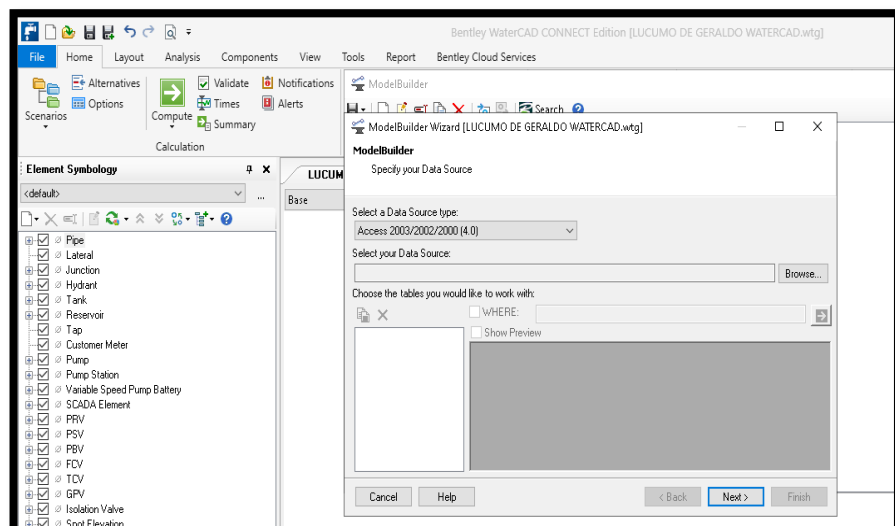 Bentley WaterCAD CONNECT Edition [LUCUMO DE GERALDO WATERCAD.wtg]
File Home Layout Analysis Components View Tools Report Bentley Cloud Services
Scenarios
Alternatives
Options
Compute
Validate
Times
Summary
Notifications
Alerts
Calculation
ModelBuilder
Search
Element Symbology
<default>
...
Pipe
Lateral
Junction
Hydrant
Tank
Reservoir
Tap
Customer Meter
Pump
Pump Station
Variable Speed Pump Battery
SCADA Element
PRV
PSV
PBV
FCV
TCV
GPV
Isolation Valve
Spot Elevation
LUCUM
Base
ModelBuilder Wizard [LUCUMO DE GERALDO WATERCAD.wtg]
ModelBuilder
Specify your Data Source
Select a Data Source type:
Access 2003/2002/2000 (4.0)
Select your Data Source:
Browse...
Choose the tables you would like to work with:
WHERE:
Show Preview
Cancel Help < Back Next > Finish